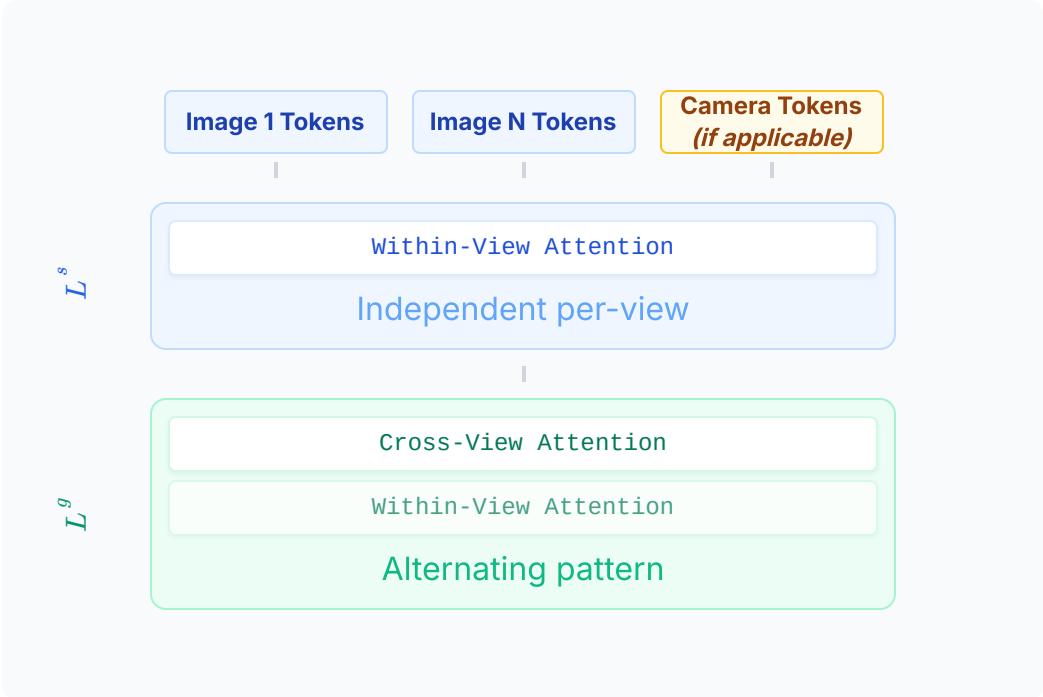 Image 1 Tokens
Image N Tokens
Camera Tokens
(if applicable)
Within-View Attention
Independent per-view
L^s
Cross-View Attention
Within-View Attention
Alternating pattern
L^g